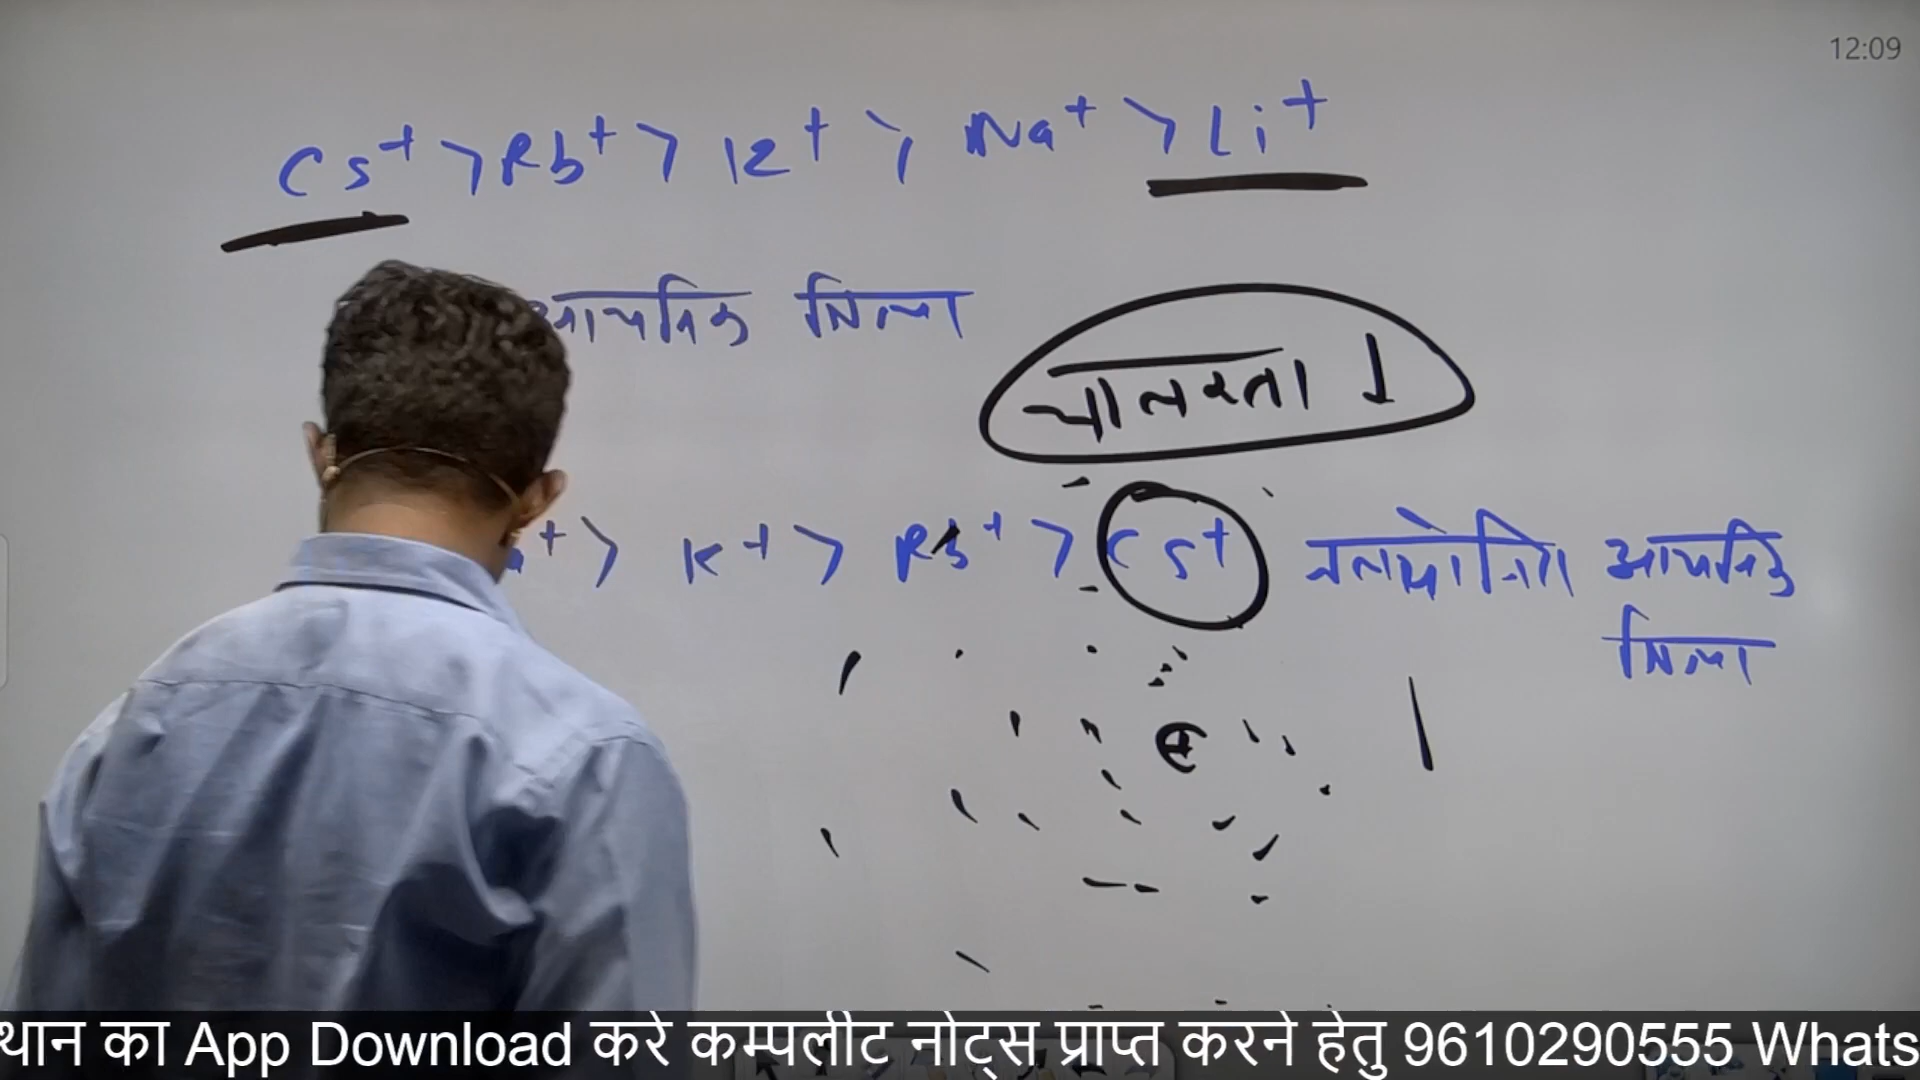 12:09
Cs+ > Rb+ > K+ > Na+ > Li+
आयनिक त्रिज्या
चालकता ↓
+ > K+ > Rb+ > Cs+ जलयोजित आयनिक
त्रिज्या
+
थान का App Download करे कम्पलीट नोट्स प्राप्त करने हेतु 9610290555 Whats